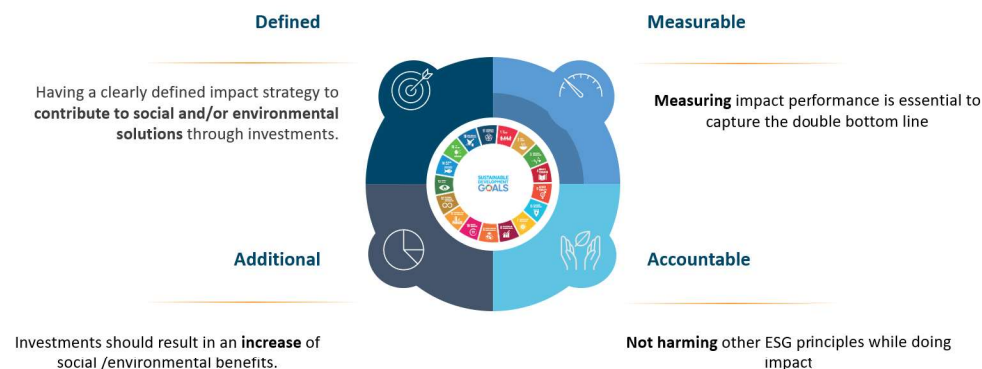 Defined
Having a clearly defined impact strategy to
contribute to social and/or environmental
solutions through investments.
Measurable
Measuring impact performance is essential to
capture the double bottom line
SUSTAINABLE
DEVELOPMENT
GOALS
Additional
Investments should result in an increase of
social /environmental benefits.
Accountable
Not harming other ESG principles while doing
impact